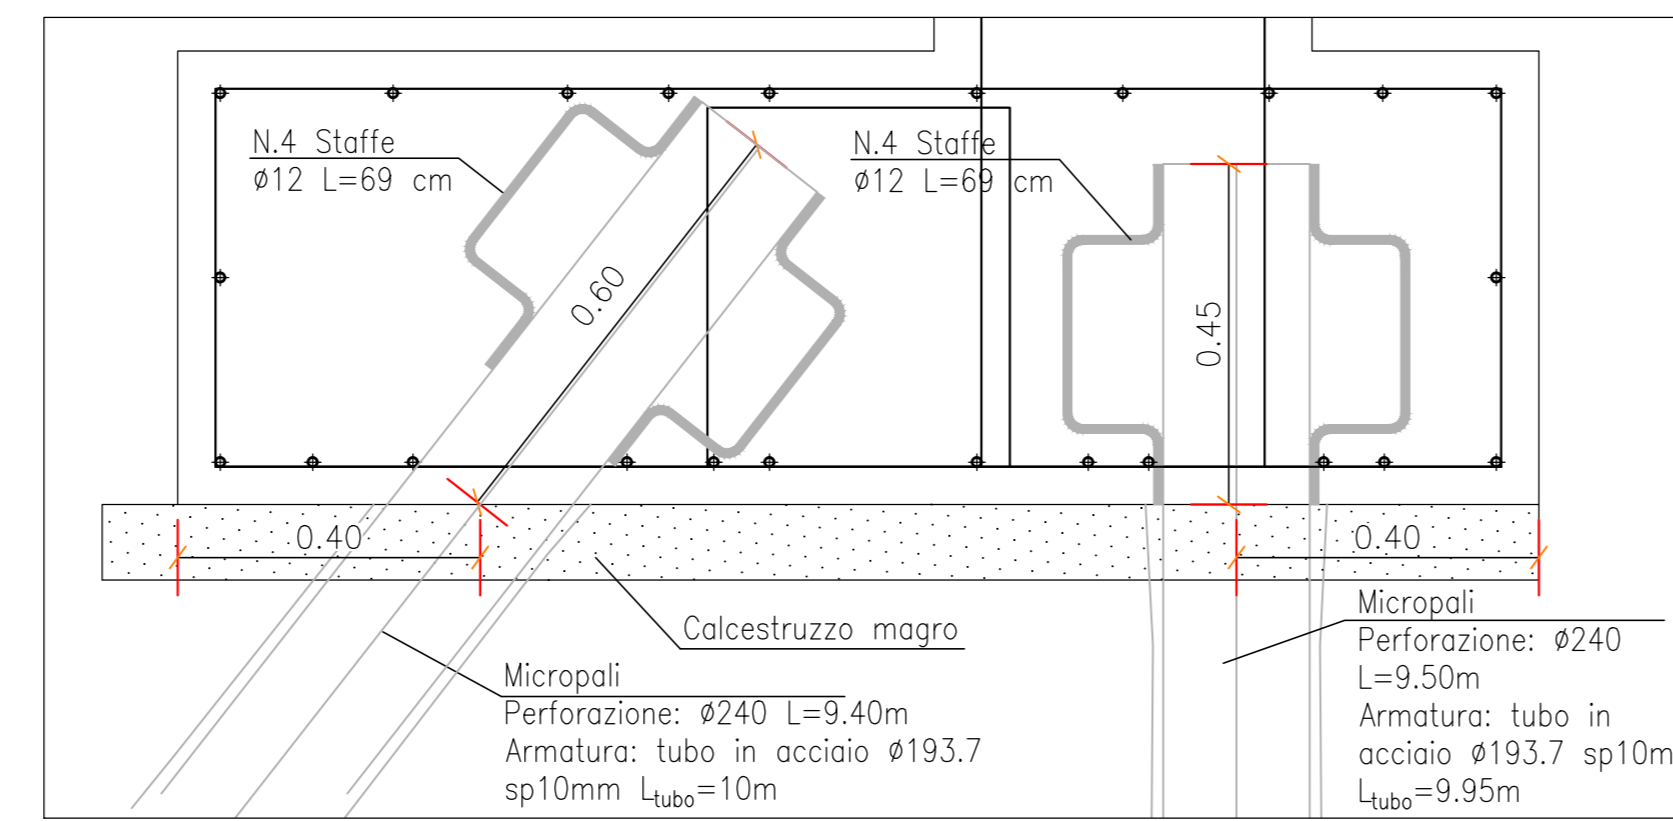 N.4 Staffe
Ø12 L=69 cm
N.4 Staffe
Ø12 L=69 cm
0.60
0.45
0.40
0.40
Calcestruzzo magro
Micropali
Perforazione: Ø240 L=9.40m
Armatura: tubo in acciaio Ø193.7
sp10mm Ltubo=10m
Micropali
Perforazione: Ø240
L=9.50m
Armatura: tubo in
acciaio Ø193.7 sp10m
Ltubo=9.95m